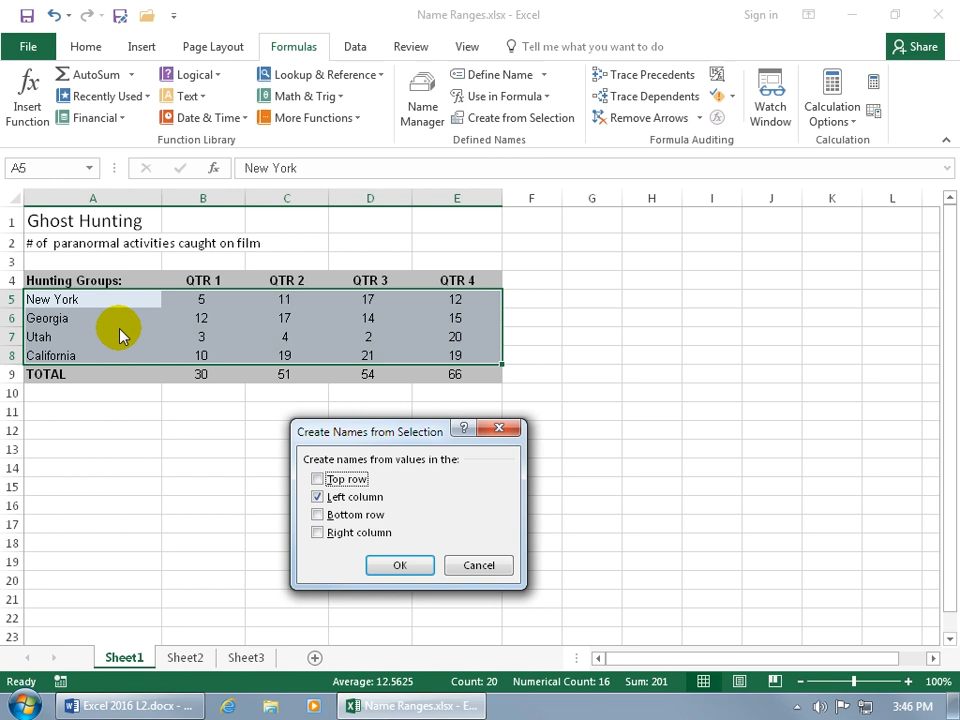 Name Ranges.xlsx - Excel
Sign in
File Home Insert Page Layout Formulas Data Review View Tell me what you want to do Share
AutoSum Logical Lookup & Reference Define Name Trace Precedents
Recently Used Text Math & Trig Use in Formula Trace Dependents
Financial Date & Time More Functions Create from Selection Remove Arrows
fx
Insert Function
Name Manager
Watch Window
Calculation Options
Function Library Defined Names Formula Auditing Calculation
A5 fx New York
A B C D E F G H I J K L
1 Ghost Hunting
2 # of paranormal activities caught on film
3
4 Hunting Groups: QTR 1 QTR 2 QTR 3 QTR 4
5 New York 5 11 17 12
6 Georgia 12 17 14 15
7 Utah 3 4 2 20
8 California 10 19 21 19
9 TOTAL 30 51 54 66
10
11
12
13
14
15
16
17
18
19
20
21
22
23
Create Names from Selection ?
Create names from values in the:
Top row
Left column
Bottom row
Right column
OK Cancel
Sheet1 Sheet2 Sheet3
Ready Average: 12.5625 Count: 20 Numerical Count: 16 Sum: 201 100%
Excel 2016 L2.docx - ... Name Ranges.xlsx - E... 3:46 PM